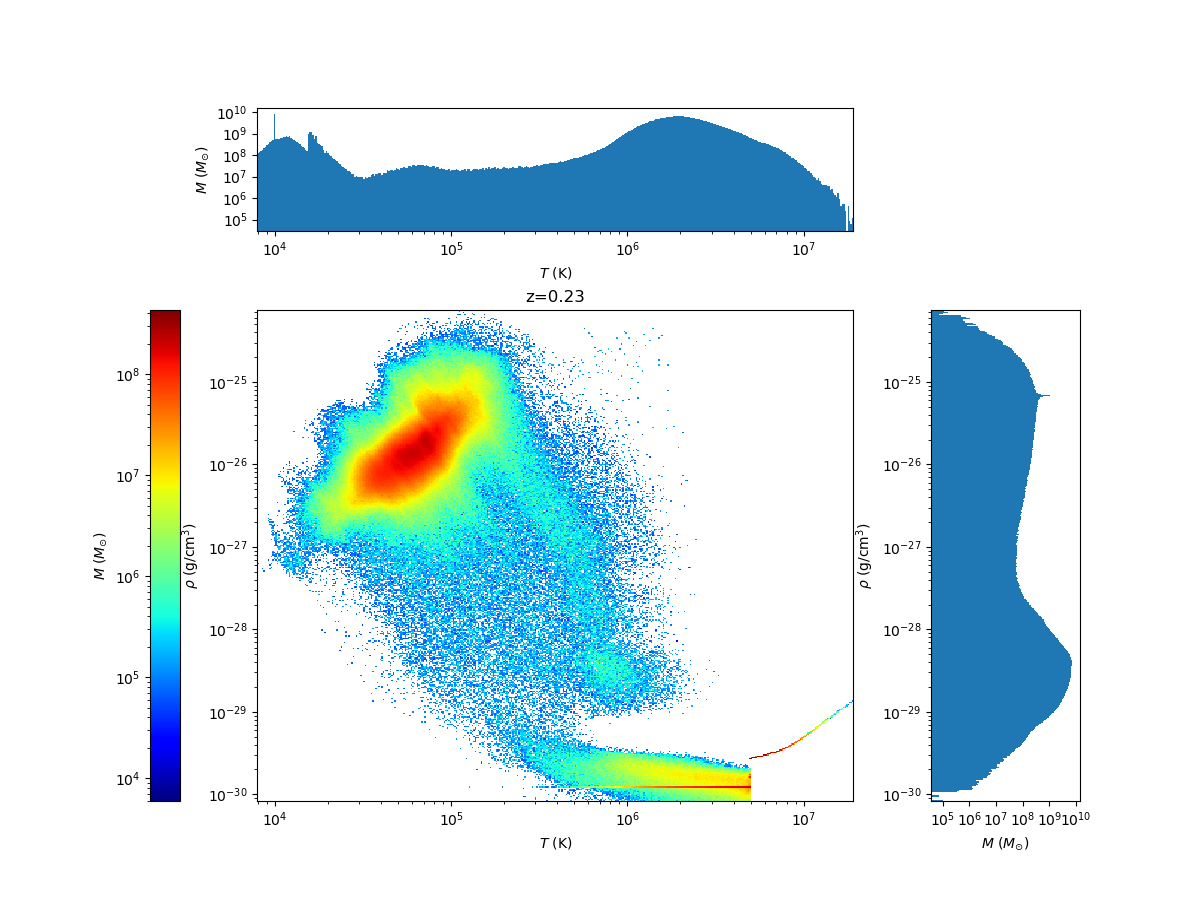 10¹⁰
10⁹
10⁸
10⁷
10⁶
10⁵
M (M☉)
10⁴ 10⁵ 10⁶ 10⁷
T (K)
z=0.23
10⁸
10⁷
10⁶
10⁵
10⁴
M (M☉)
10⁻²⁵
10⁻²⁶
10⁻²⁷
10⁻²⁸
10⁻²⁹
10⁻³⁰
ρ (g/cm³)
10⁴ 10⁵ 10⁶ 10⁷
T (K)
10⁻²⁵
10⁻²⁶
10⁻²⁷
10⁻²⁸
10⁻²⁹
10⁻³⁰
ρ (g/cm³)
10⁵ 10⁶ 10⁷ 10⁸ 10⁹ 10¹⁰
M (M☉)